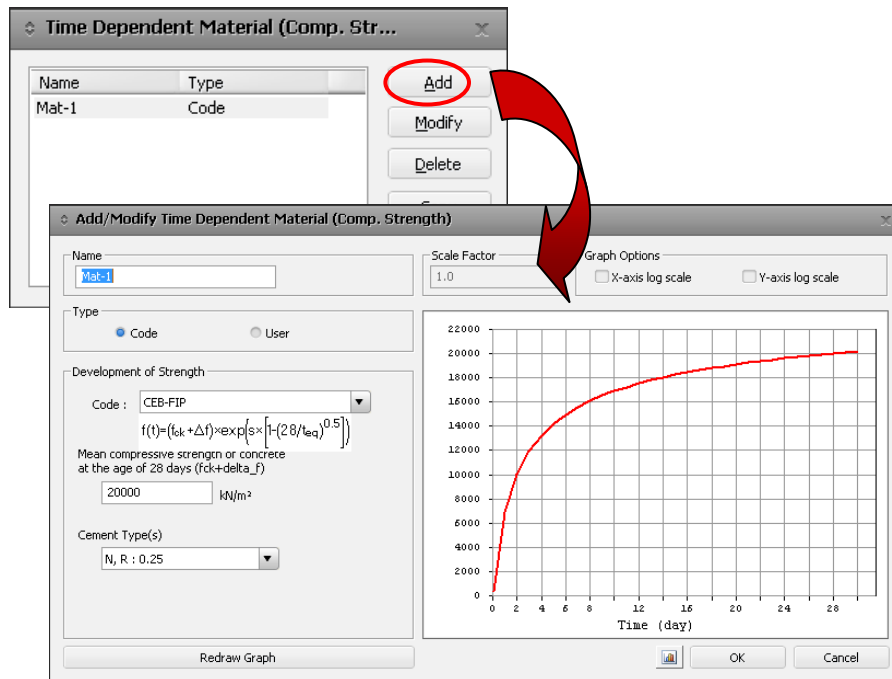 Time Dependent Material (Comp. Str...
Name Type
Mat-1 Code
Add
Modify
Delete
Add/Modify Time Dependent Material (Comp. Strength)
Name
Mat-1
Scale Factor
1.0
Graph Options
X-axis log scale Y-axis log scale
Type
Code User
Development of Strength
Code : CEB-FIP
f(t)=(fck+Δf)×exp{s×[1-(28/teq)^0.5]}
Mean compressive strength of concrete
at the age of 28 days (fck+delta_f)
20000 kN/m²
Cement Type(s)
N, R : 0.25
Redraw Graph
22000
20000
18000
16000
14000
12000
10000
8000
6000
4000
2000
0
0 2 4 6 8 12 16 20 24 28
Time (day)
OK Cancel